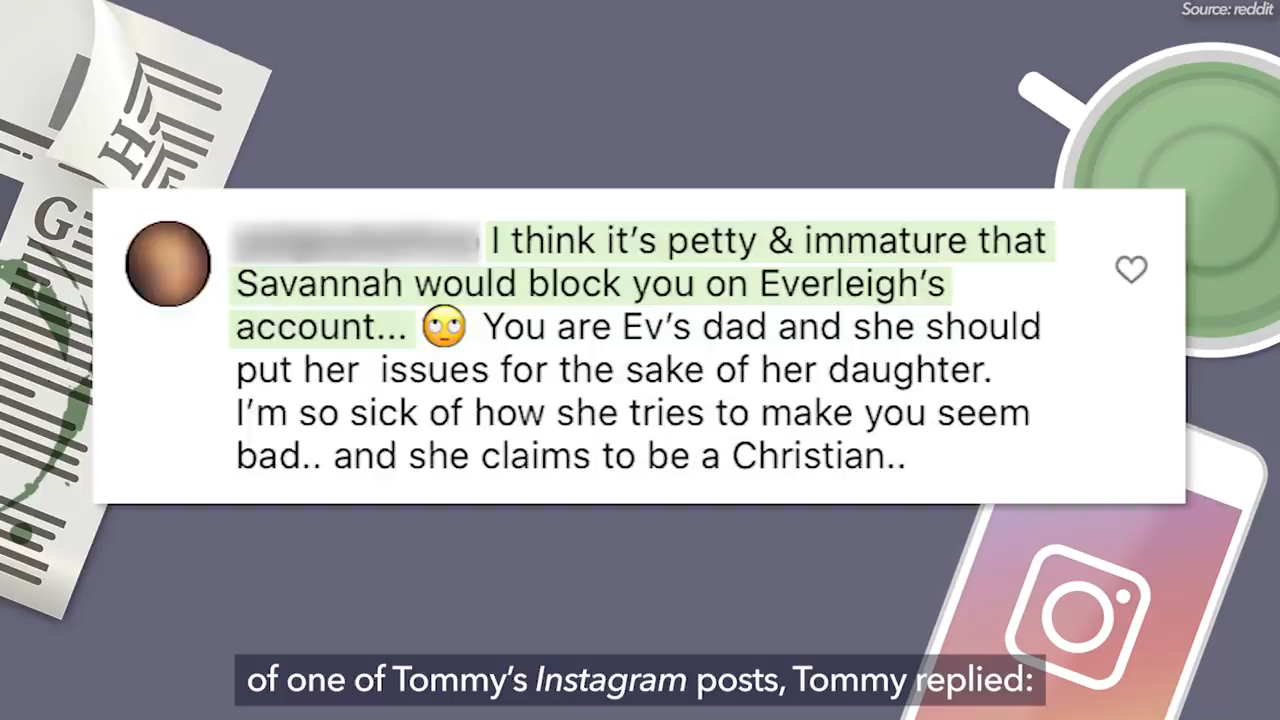 Source: reddit
H
G
I think it’s petty & immature that
Savannah would block you on Everleigh’s
account... 🙄 You are Ev’s dad and she should
put her  issues for the sake of her daughter.
I’m so sick of how she tries to make you seem
bad.. and she claims to be a Christian..
of one of Tommy’s Instagram posts, Tommy replied: